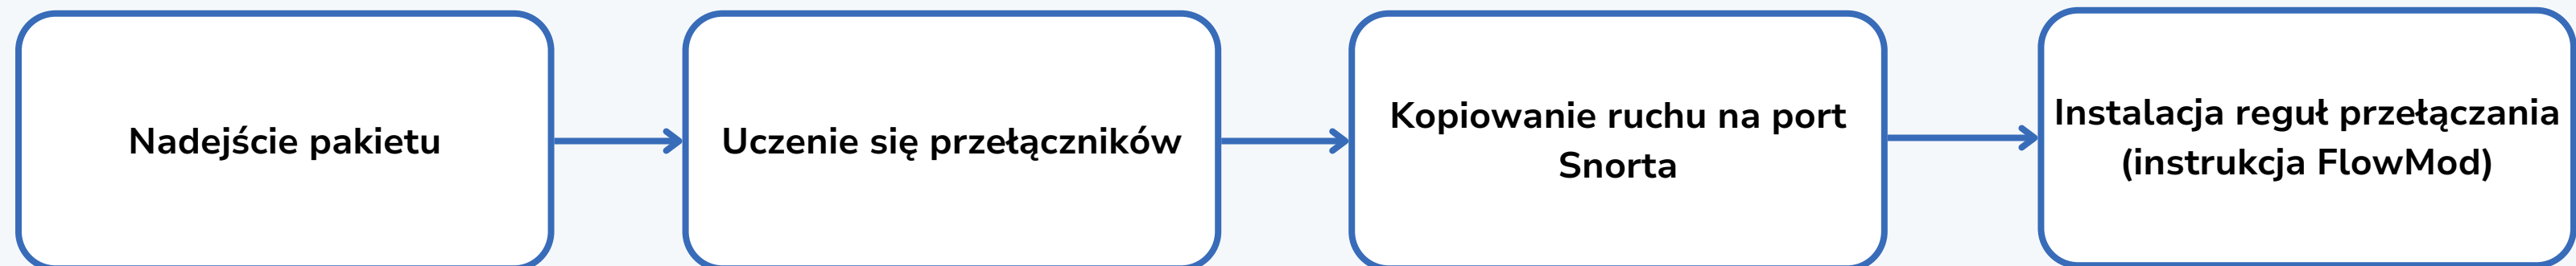 Nadejście pakietu
Uczenie się przełączników
Kopiowanie ruchu na port
Snorta
Instalacja reguł przełączania
(instrukcja FlowMod)